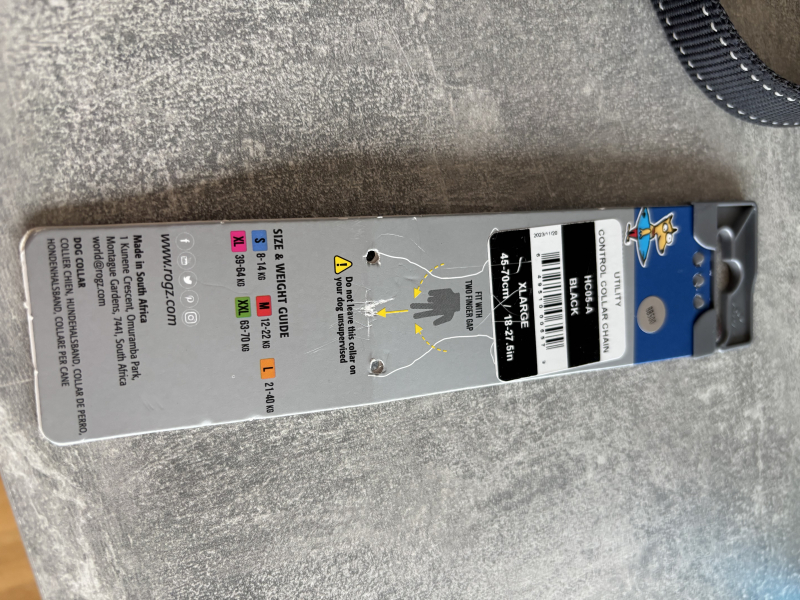 UTILITY
CONTROL COLLAR CHAIN
HC05-A
BLACK
XLARGE
45-70cm / 18-27.5in
FIT WITH
TWO FINGER GAP
Do not leave this collar on
your dog unsupervised
SIZE & WEIGHT GUIDE
S 8-14 KG M 12-22 KG L 21-40 KG
XL 39-64 KG XXL 63-70 KG
www.rogz.com
Made in South Africa
1 Kunene Crescent, Omuramba Park,
Montague Gardens, 7441, South Africa
world@rogz.com
DOG COLLAR
COLLIER CHIEN, HUNDEHALSBAND, COLLAR DE PERRO,
HONDENHALSBAND, COLLARE PER CANE